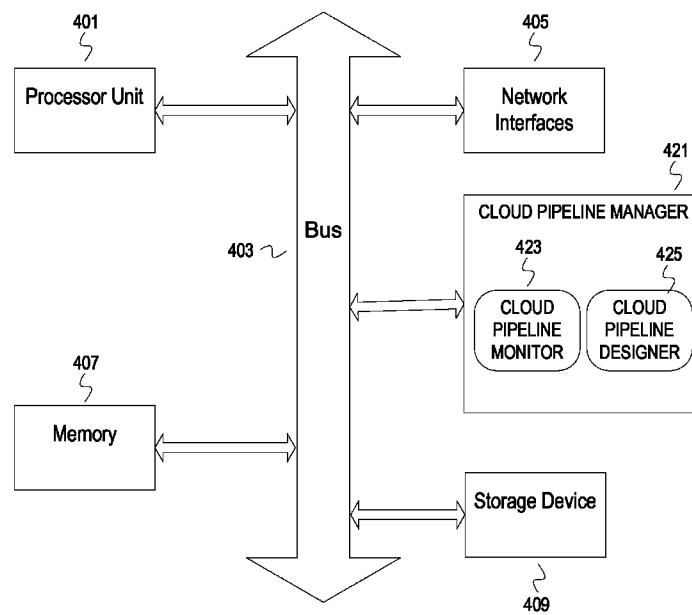 401
Processor Unit
405
Network
Interfaces
421
CLOUD PIPELINE MANAGER
423
CLOUD
PIPELINE
MONITOR
425
CLOUD
PIPELINE
DESIGNER
Bus
403
407
Memory
Storage Device
409